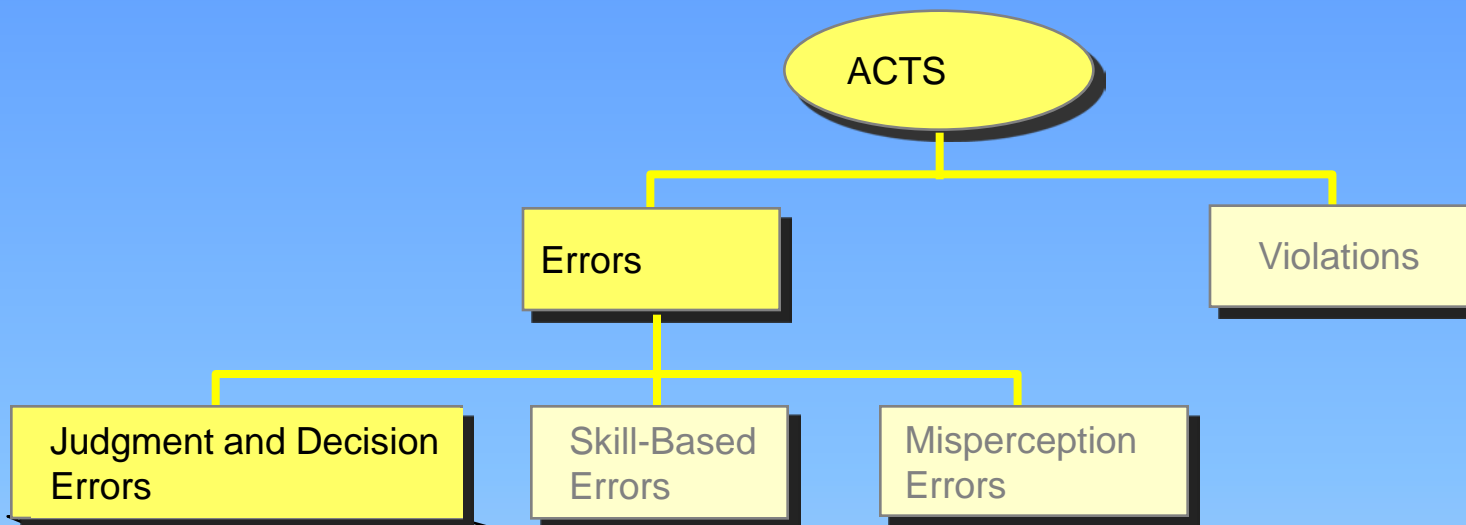 ACTS
Errors
Violations
Judgment and Decision
Errors
Skill-Based
Errors
Misperception
Errors